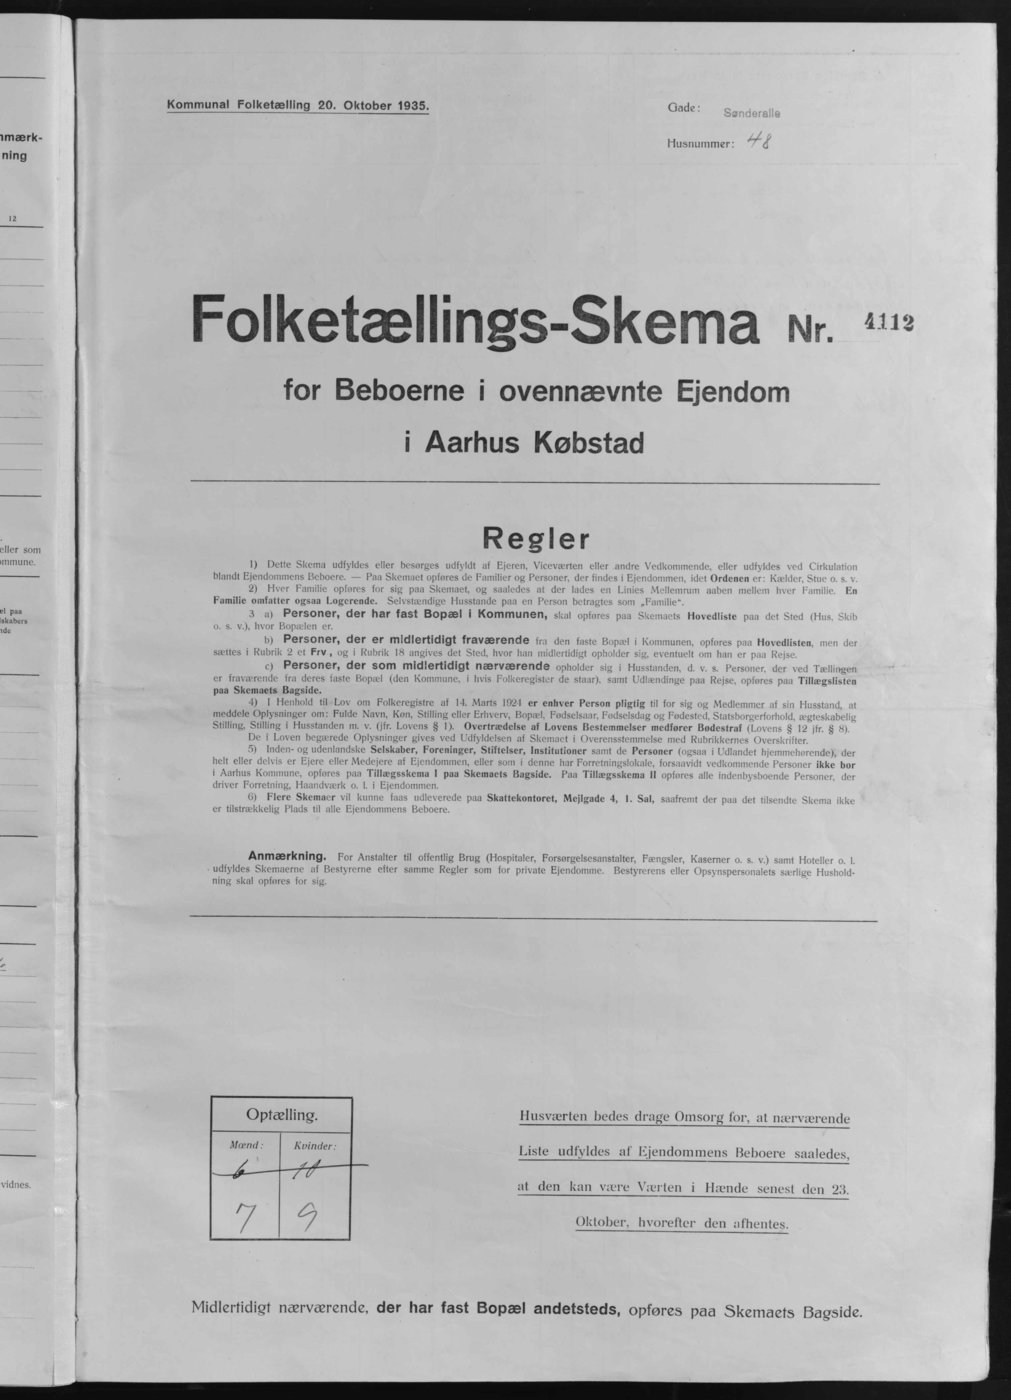 nmærk-
ning
12
eller som
ommune.
el paa
lskabers
nde
vidnes.
Kommunal Folketælling 20. Oktober 1935.
Gade: Sønderalle
Husnummer: 48
Folketællings-Skema Nr. 4112
for Beboerne i ovennævnte Ejendom
i Aarhus Købstad
Regler
1) Dette Skema udfyldes eller besørges udfyldt af Ejeren, Viceværten eller andre Vedkommende, eller udfyldes ved Cirkulation
blandt Ejendommens Beboere. — Paa Skemaet opføres de Familier og Personer, der findes i Ejendommen, idet Ordenen er: Kælder, Stue o. s. v.
2) Hver Familie opføres for sig paa Skemaet, og saaledes at der lades en Linies Mellemrum aaben mellem hver Familie. En
Familie omfatter ogsaa Logerende. Selvstændige Husstande paa en Person betragtes som „Familie“.
3 a) Personer, der har fast Bopæl i Kommunen, skal opføres paa Skemaets Hovedliste paa det Sted (Hus, Skib
o. s. v.), hvor Bopælen er.
b) Personer, der er midlertidigt fraværende fra den faste Bopæl i Kommunen, opføres paa Hovedlisten, men der
sættes i Rubrik 2 et Frv, og i Rubrik 18 angives det Sted, hvor han midlertidigt opholder sig, eventuelt om han er paa Rejse.
c) Personer, der som midlertidigt nærværende opholder sig i Husstanden, d. v. s. Personer, der ved Tællingen
er fraværende fra deres faste Bopæl (den Kommune, i hvis Folkeregister de staar), samt Udlændinge paa Rejse, opføres paa Tillægslisten
paa Skemaets Bagside.
4) I Henhold til Lov om Folkeregistre af 14. Marts 1924 er enhver Person pligtig til for sig og Medlemmer af sin Husstand, at
meddele Oplysninger om: Fulde Navn, Køn, Stilling eller Erhverv, Bopæl, Fødselsaar, Fødselsdag og Fødested, Statsborgerforhold, ægteskabelig
Stilling, Stilling i Husstanden m. v. (jfr. Lovens § 1). Overtrædelse af Lovens Bestemmelser medfører Bødestraf (Lovens § 12 jfr. § 8).
De i Loven begærede Oplysninger gives ved Udfyldelsen af Skemaet i Overensstemmelse med Rubrikkernes Overskrifter.
5) Inden- og udenlandske Selskaber, Foreninger, Stiftelser, Institutioner samt de Personer (ogsaa i Udlandet hjemmehørende), der
helt eller delvis er Ejere eller Medejere af Ejendommen, eller som i denne har Forretningslokale, forsaavidt vedkommende Personer ikke bor
i Aarhus Kommune, opføres paa Tillægsskema I paa Skemaets Bagside. Paa Tillægsskema II opføres alle indenbysboende Personer, der
driver Forretning, Haandværk o. l. i Ejendommen.
6) Flere Skemaer vil kunne faas udleverede paa Skattekontoret, Mejlgade 4, 1. Sal, saafremt der paa det tilsendte Skema ikke
er tilstrækkelig Plads til alle Ejendommens Beboere.
Anmærkning. For Anstalter til offentlig Brug (Hospitaler, Forsørgelsesanstalter, Fængsler, Kaserner o. s. v.) samt Hoteller o. l.
udfyldes Skemaerne af Bestyrerne efter samme Regler som for private Ejendomme. Bestyrerens eller Opsynspersonalets særlige Hushold-
ning skal opføres for sig.
Optælling.
Mænd: Kvinder:
6 10
7 9
Husværten bedes drage Omsorg for, at nærværende
Liste udfyldes af Ejendommens Beboere saaledes,
at den kan være Værten i Hænde senest den 23.
Oktober, hvorefter den afhentes.
Midlertidigt nærværende, der har fast Bopæl andetsteds, opføres paa Skemaets Bagside.